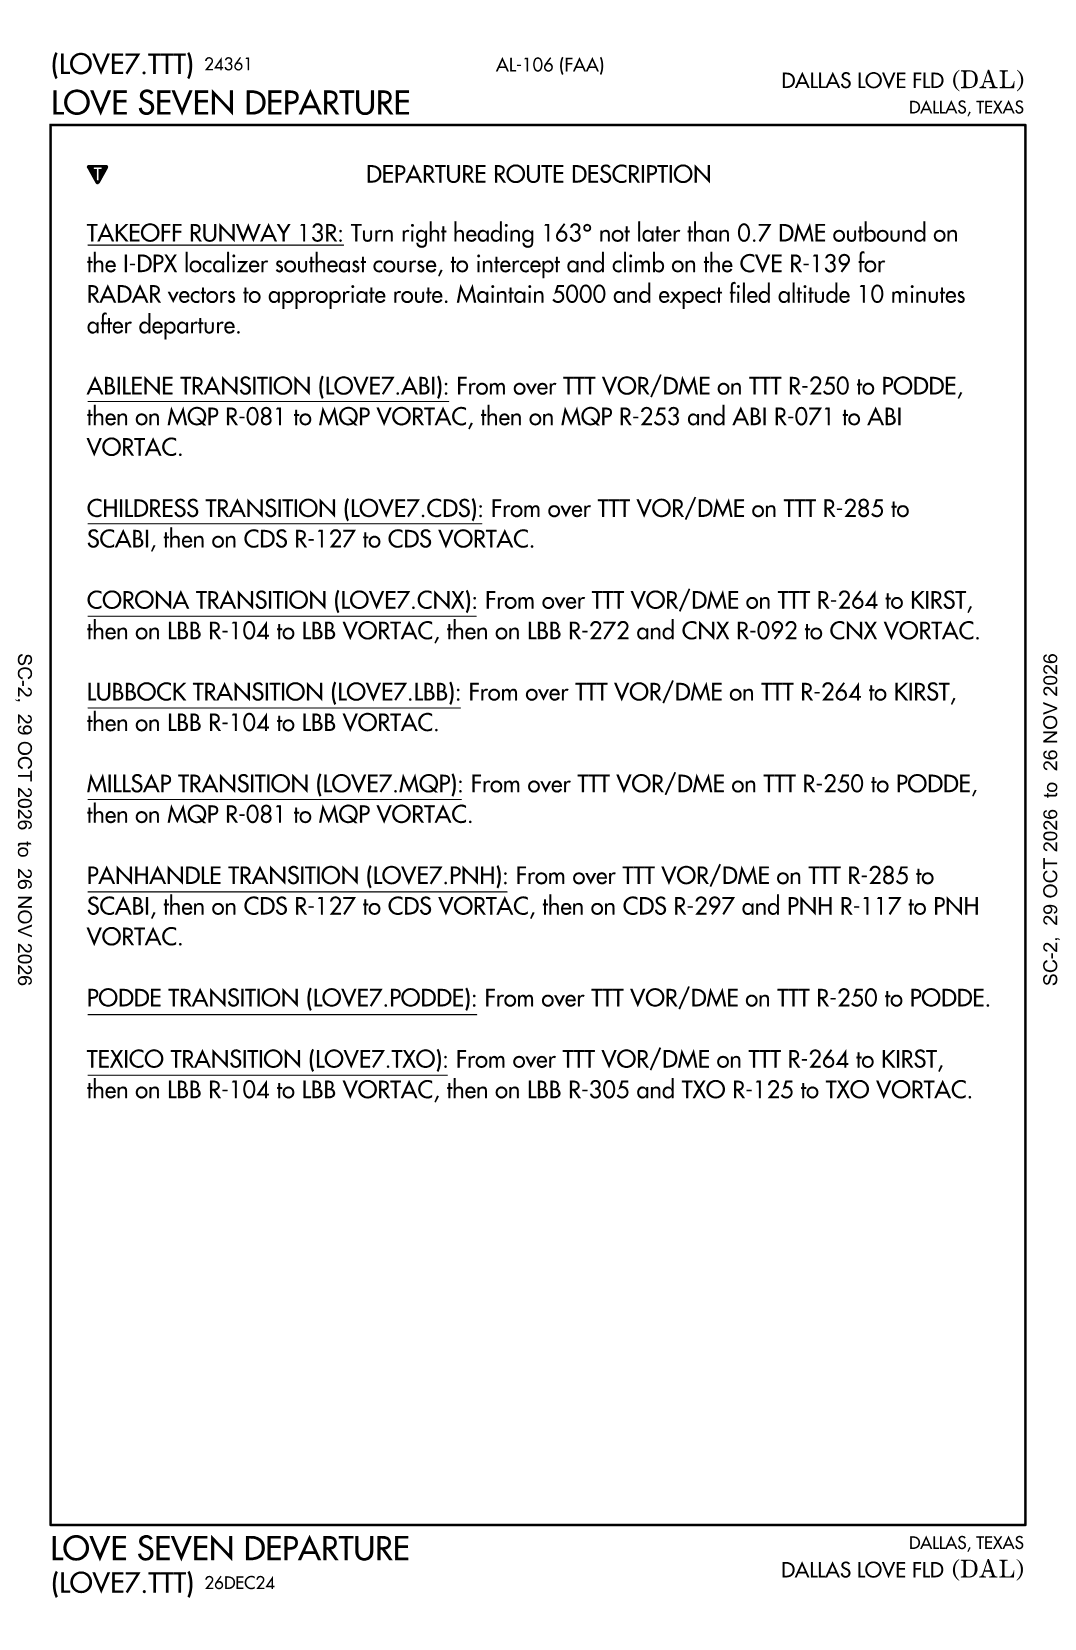 (LOVE7.TTT) 24361
AL-106 (FAA)
DALLAS LOVE FLD (DAL)
LOVE SEVEN DEPARTURE
DALLAS, TEXAS
T
DEPARTURE ROUTE DESCRIPTION
TAKEOFF RUNWAY 13R: Turn right heading 163° not later than 0.7 DME outbound on
the I-DPX localizer southeast course, to intercept and climb on the CVE R-139 for
RADAR vectors to appropriate route. Maintain 5000 and expect filed altitude 10 minutes
after departure.
ABILENE TRANSITION (LOVE7.ABI): From over TTT VOR/DME on TTT R-250 to PODDE,
then on MQP R-081 to MQP VORTAC, then on MQP R-253 and ABI R-071 to ABI
VORTAC.
CHILDRESS TRANSITION (LOVE7.CDS): From over TTT VOR/DME on TTT R-285 to
SCABI, then on CDS R-127 to CDS VORTAC.
CORONA TRANSITION (LOVE7.CNX): From over TTT VOR/DME on TTT R-264 to KIRST,
then on LBB R-104 to LBB VORTAC, then on LBB R-272 and CNX R-092 to CNX VORTAC.
LUBBOCK TRANSITION (LOVE7.LBB): From over TTT VOR/DME on TTT R-264 to KIRST,
then on LBB R-104 to LBB VORTAC.
MILLSAP TRANSITION (LOVE7.MQP): From over TTT VOR/DME on TTT R-250 to PODDE,
then on MQP R-081 to MQP VORTAC.
PANHANDLE TRANSITION (LOVE7.PNH): From over TTT VOR/DME on TTT R-285 to
SCABI, then on CDS R-127 to CDS VORTAC, then on CDS R-297 and PNH R-117 to PNH
VORTAC.
PODDE TRANSITION (LOVE7.PODDE): From over TTT VOR/DME on TTT R-250 to PODDE.
TEXICO TRANSITION (LOVE7.TXO): From over TTT VOR/DME on TTT R-264 to KIRST,
then on LBB R-104 to LBB VORTAC, then on LBB R-305 and TXO R-125 to TXO VORTAC.
SC-2, 29 OCT 2026 to 26 NOV 2026
SC-2, 29 OCT 2026 to 26 NOV 2026
LOVE SEVEN DEPARTURE
DALLAS, TEXAS
(LOVE7.TTT) 26DEC24
DALLAS LOVE FLD (DAL)